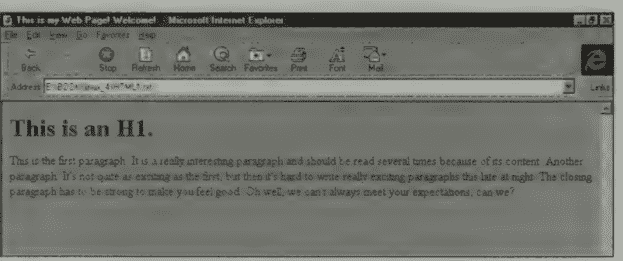 This is my Web Page! Welcome! - Microsoft Internet Explorer
File Edit View Go Favorites Help
Back Stop Refresh Home Search Favorites Print Font Mail
Address Links
This is an H1.
This is the first paragraph. It is a really interesting paragraph and should be read several times because of its content. Another
paragraph. It's not quite as exciting as the first, but then it's hard to write really exciting paragraphs this late at night. The closing
paragraph has to be strong to make you feel good. Oh well, we can't always meet your expectations, can we?